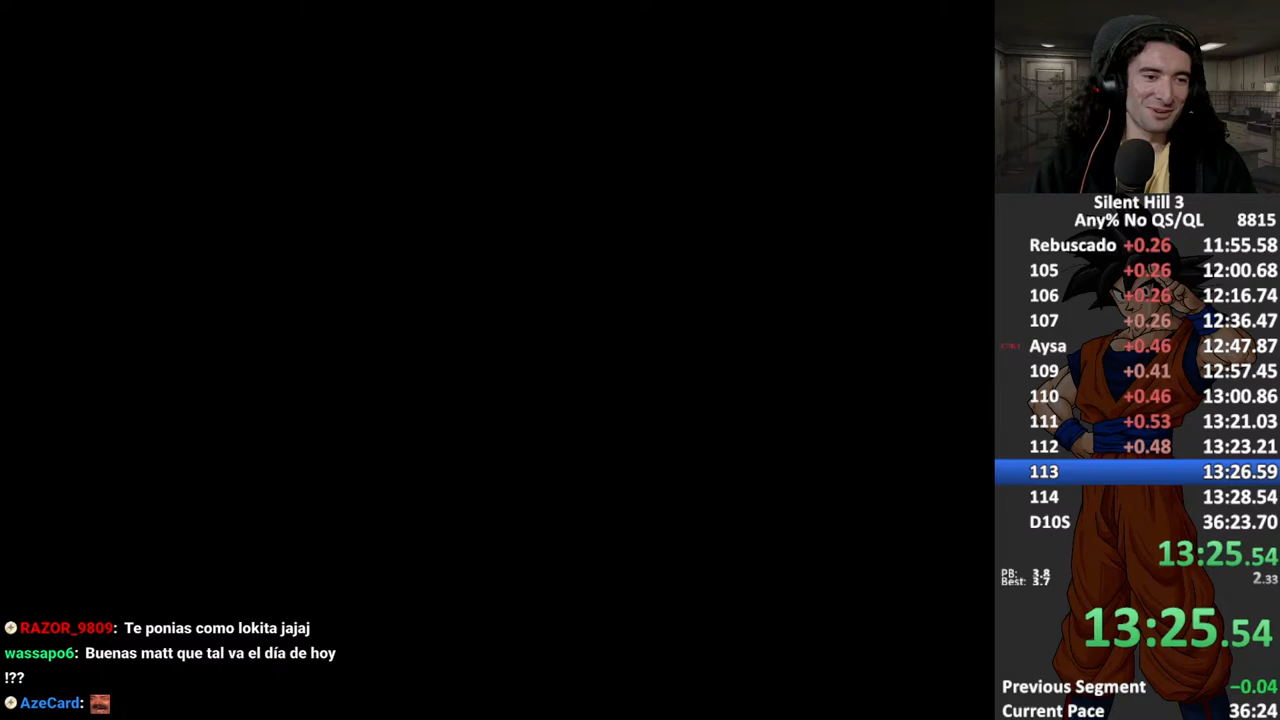 Silent Hill 3
Any% No QS/QL 8815
Rebuscado +0.26 11:55.58
105 +0.26 12:00.68
106 +0.26 12:16.74
107 +0.26 12:36.47
Aysa +0.46 12:47.87
109 +0.41 12:57.45
110 +0.46 13:00.86
111 +0.53 13:21.03
112 +0.48 13:23.21
113 13:26.59
114 13:28.54
D10S 36:23.70
13:25.54
PB: 3.8
Best: 3.7 2.33
13:25.54
Previous Segment -0.04
Current Pace 36:24
RAZOR_9809: Te ponias como lokita jajaj
wassapo6: Buenas matt que tal va el día de hoy
!??
AzeCard: